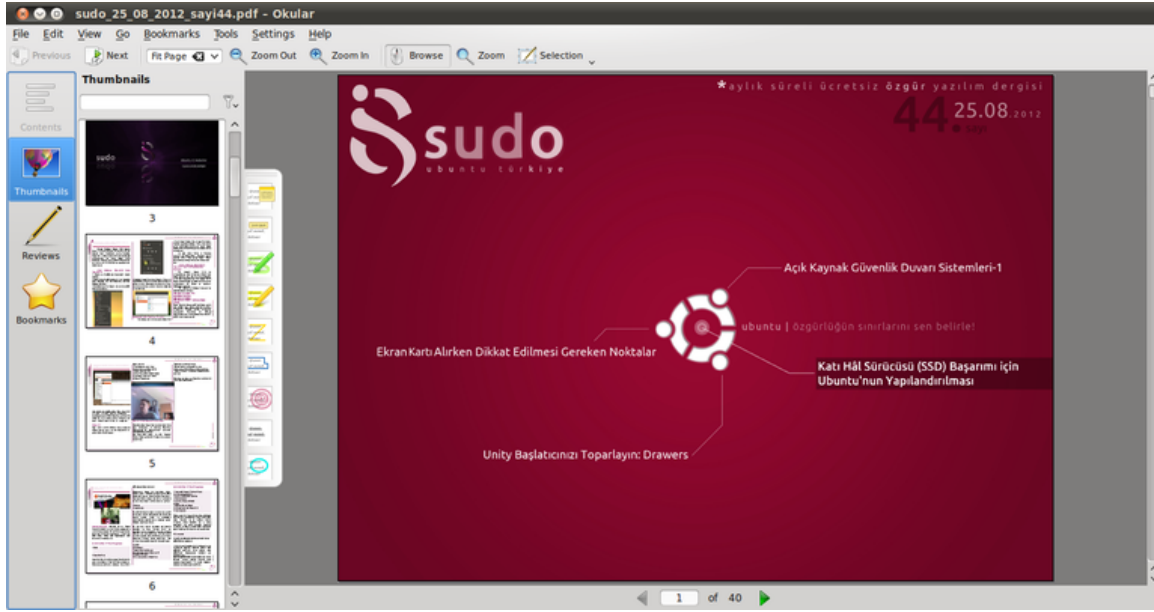 sudo_25_08_2012_sayi44.pdf - Okular
File Edit View Go Bookmarks Tools Settings Help
Previous Next Fit Page Zoom Out Zoom In Browse Zoom Selection
Contents
Thumbnails
Reviews
Bookmarks
Thumbnails
sudo
3
4
5
6
sudo
ubuntu türkiye
*aylık süreli ücretsiz özgür yazılım dergisi
44. sayı
25.08.2012
Açık Kaynak Güvenlik Duvarı Sistemleri-1
ubuntu | özgürlüğün sınırlarını sen belirle!
Ekran Kartı Alırken Dikkat Edilmesi Gereken Noktalar
Katı Hâl Sürücüsü (SSD) Başarımı için
Ubuntu'nun Yapılandırılması
Unity Başlatıcınızı Toparlayın: Drawers
1 of 40